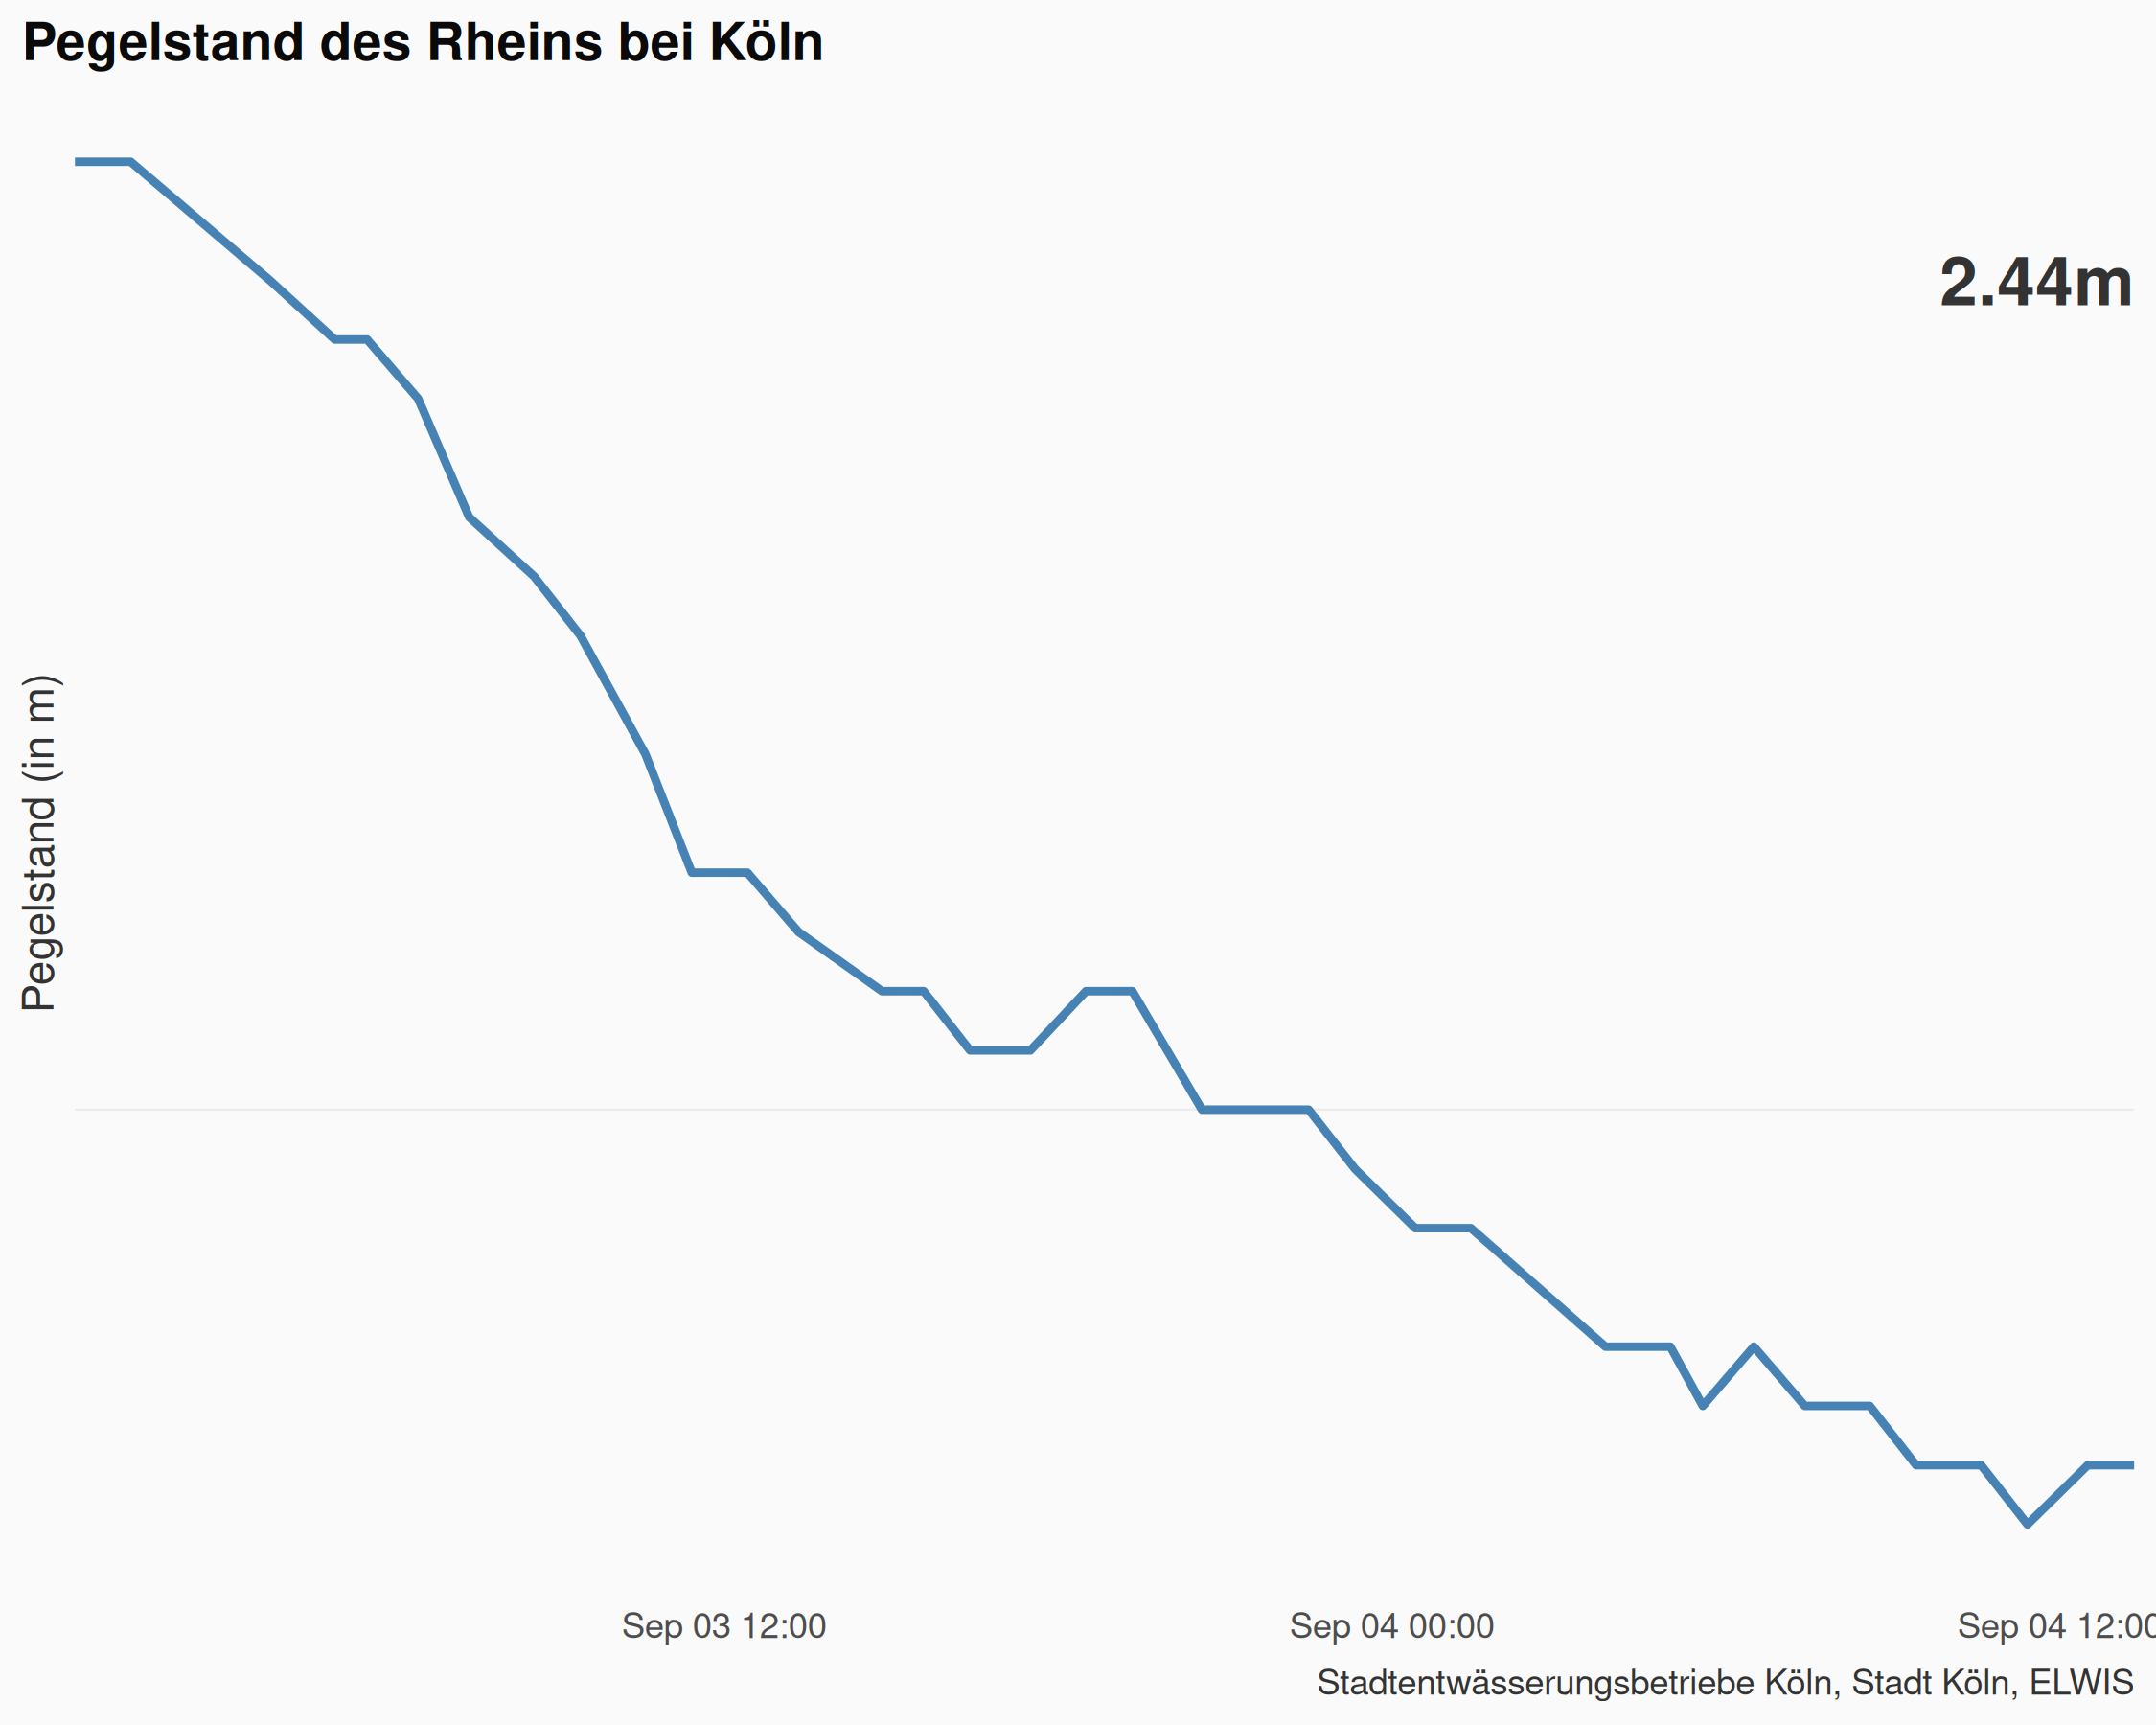 Pegelstand des Rheins bei Köln
2.44m
Pegelstand (in m)
Sep 03 12:00
Sep 04 00:00
Sep 04 12:00
Stadtentwässerungsbetriebe Köln, Stadt Köln, ELWIS